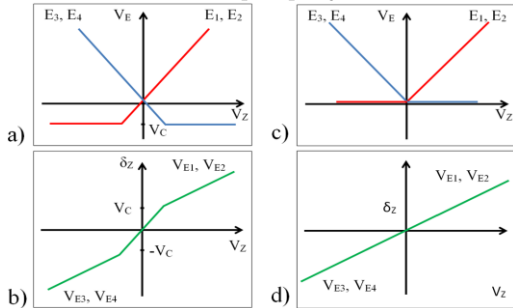 E3, E4
VE
E1, E2
VZ
VC
a)
E3, E4
VE
E1, E2
VZ
c)
δZ
VE1, VE2
VC
VZ
-VC
VE3, VE4
b)
VE1, VE2
δZ
VE3, VE4
VZ
d)